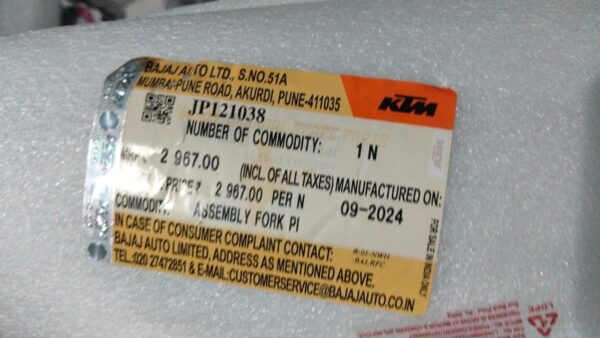 BAJAJ AUTO LTD., S.NO.51A
MUMBAI-PUNE ROAD, AKURDI, PUNE-411035
KTM
JP121038
NUMBER OF COMMODITY: 1 N
2 967.00 (INCL. OF ALL TAXES) MANUFACTURED ON:
PRICE ₹ 2 967.00 PER N 09-2024
COMMODITY: ASSEMBLY FORK PI
IN CASE OF CONSUMER COMPLAINT CONTACT:
BAJAJ AUTO LIMITED, ADDRESS AS MENTIONED ABOVE,
TEL.:020 27472851 & E-MAIL:CUSTOMERSERVICE@BAJAJAUTO.CO.IN
FOR SALE IN INDIA ONLY
LDPE